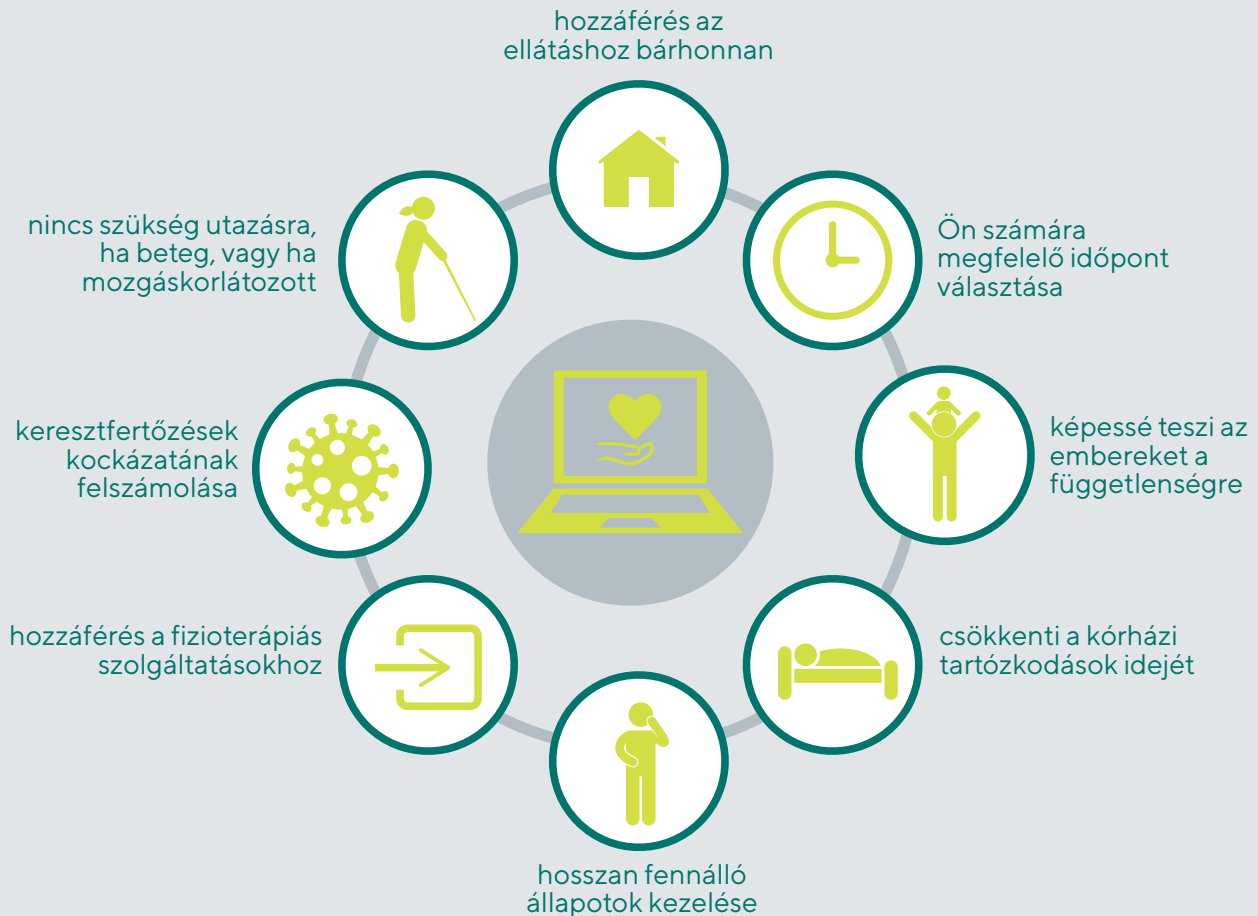 hozzáférés az
ellátáshoz bárhonnan
Ön számára
megfelelő időpont
választása
képessé teszi az
embereket a
függetlenségre
csökkenti a kórházi
tartózkodások idejét
hosszan fennálló
állapotok kezelése
hozzáférés a fizioterápiás
szolgáltatásokhoz
keresztfertőzések
kockázatának
felszámolása
nincs szükség utazásra,
ha beteg, vagy ha
mozgáskorlátozott